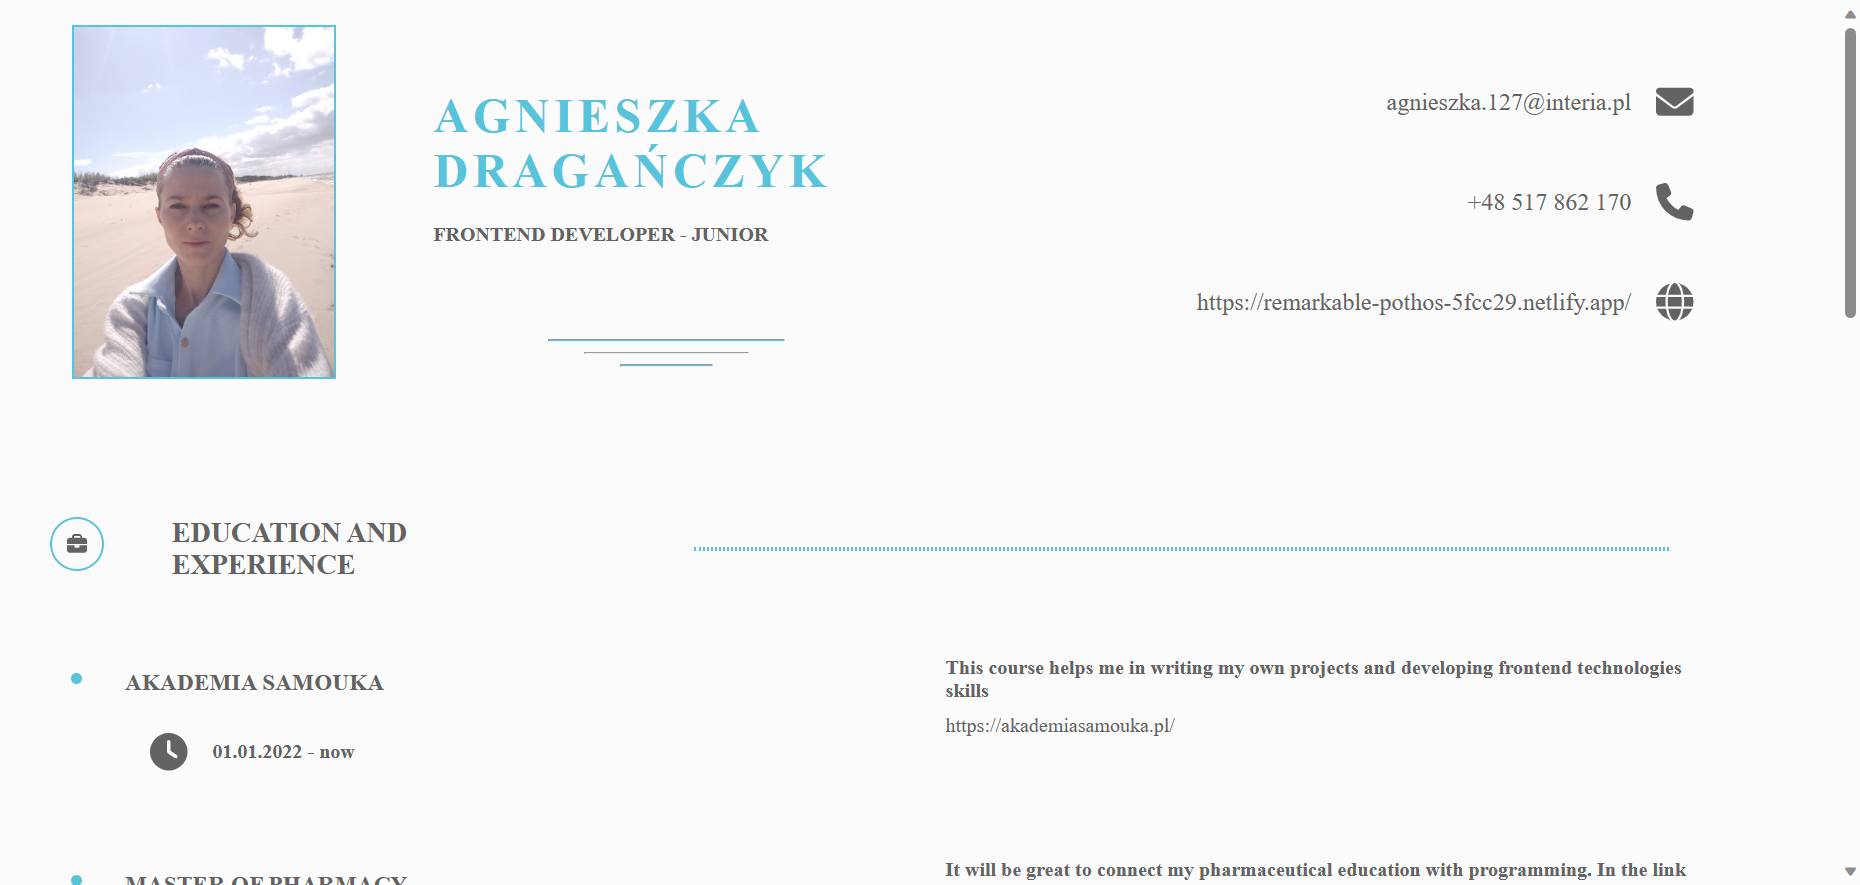 AGNIESZKA
DRAGAŃCZYK
FRONTEND DEVELOPER - JUNIOR
agnieszka.127@interia.pl
+48 517 862 170
https://remarkable-pothos-5fcc29.netlify.app/
EDUCATION AND
EXPERIENCE
AKADEMIA SAMOUKA
01.01.2022 - now
This course helps me in writing my own projects and developing frontend technologies
skills
https://akademiasamouka.pl/
MASTER OF PHARMACY
It will be great to connect my pharmaceutical education with programming. In the link